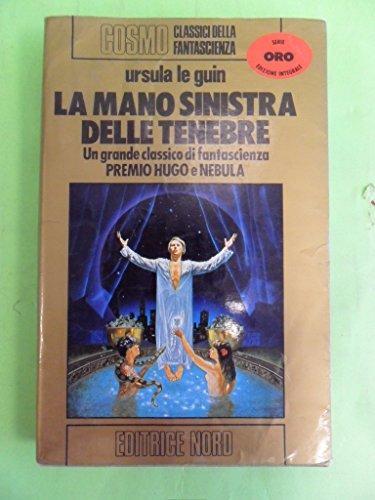 COSMO
CLASSICI DELLA
FANTASCIENZA
SERIE
ORO
EDIZIONE INTEGRALE
ursula le guin
LA MANO SINISTRA
DELLE TENEBRE
Un grande classico di fantascienza
PREMIO HUGO e NEBULA
EDITRICE NORD